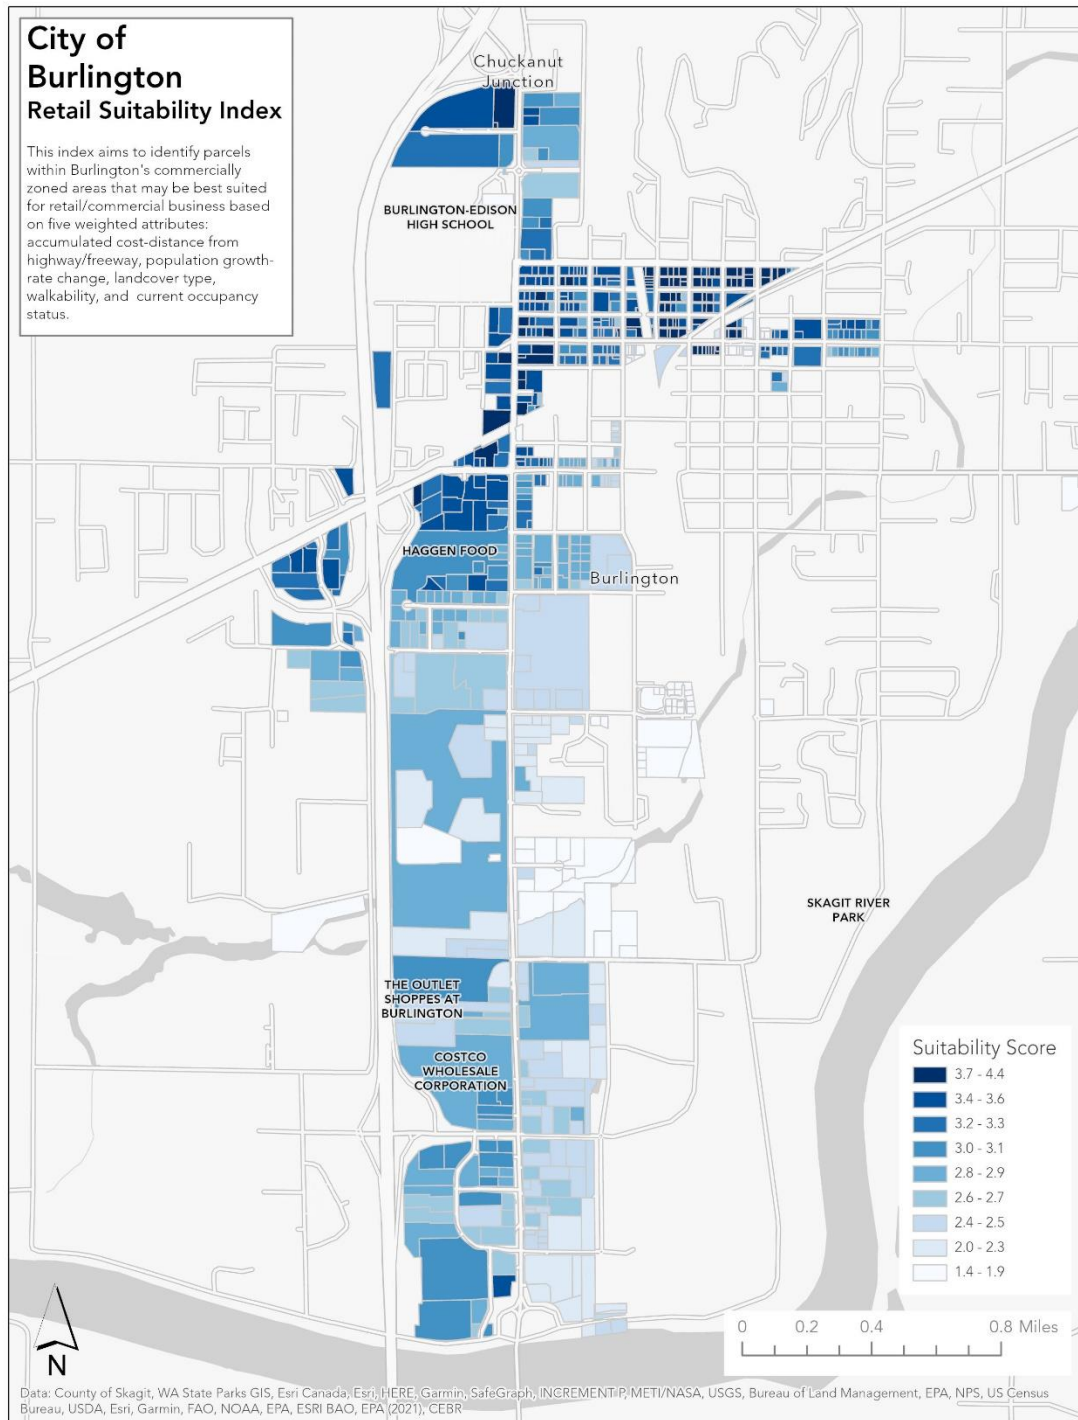 City of
Burlington
Retail Suitability Index
This index aims to identify parcels
within Burlington's commercially
zoned areas that may be best suited
for retail/commercial business based
on five weighted attributes:
accumulated cost-distance from
highway/freeway, population growth-
rate change, landcover type,
walkability, and current occupancy
status.
Chuckanut
Junction
BURLINGTON-EDISON
HIGH SCHOOL
HAGGEN FOOD
Burlington
SKAGIT RIVER
PARK
THE OUTLET
SHOPPES AT
BURLINGTON
COSTCO
WHOLESALE
CORPORATION
Suitability Score
3.7 - 4.4
3.4 - 3.6
3.2 - 3.3
3.0 - 3.1
2.8 - 2.9
2.6 - 2.7
2.4 - 2.5
2.0 - 2.3
1.4 - 1.9
0 0.2 0.4 0.8 Miles
N
Data: County of Skagit, WA State Parks GIS, Esri Canada, Esri, HERE, Garmin, SafeGraph, INCREMENT P, METI/NASA, USGS, Bureau of Land Management, EPA, NPS, US Census
Bureau, USDA, Esri, Garmin, FAO, NOAA, EPA, ESRI BAO, EPA (2021), CEBR